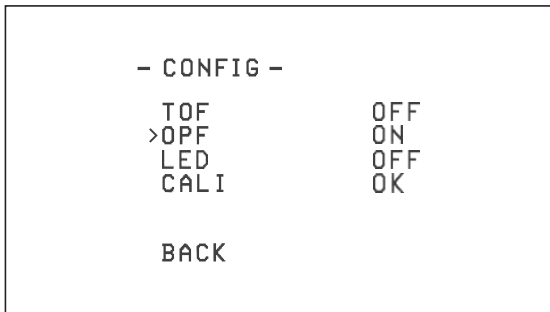 - CONFIG -
TOF OFF
>OPF ON
LED OFF
CALI OK
BACK